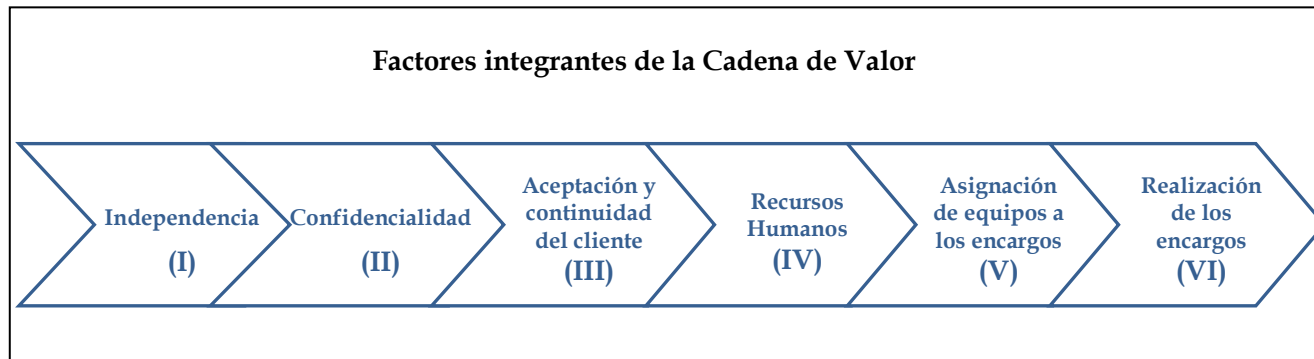 Factores integrantes de la Cadena de Valor
Independencia
(I)
Confidencialidad
(II)
Aceptación y
continuidad
del cliente
(III)
Recursos
Humanos
(IV)
Asignación
de equipos a
los encargos
(V)
Realización
de los
encargos
(VI)